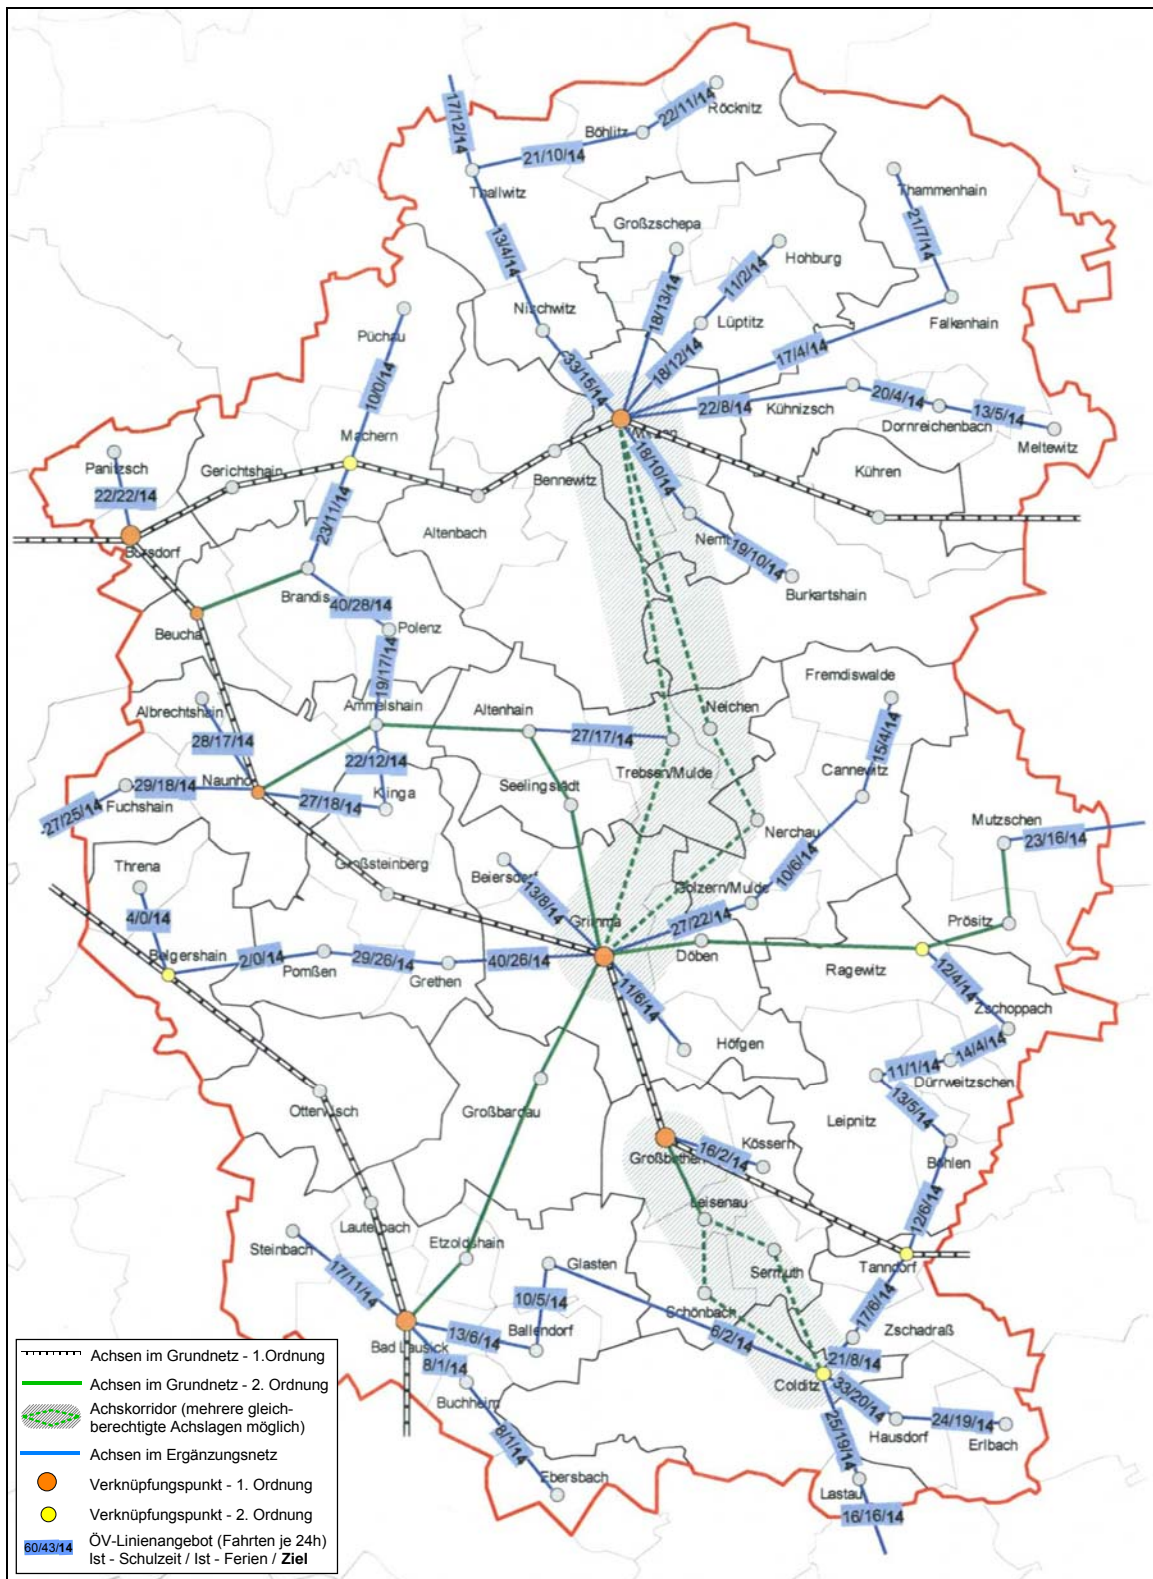 17/12/14
22/11/14
Röcknitz
Böhlitz
21/10/14
Thallwitz
Thammenhain
21/7/14
Großzschepa
Hohburg
13/4/14
18/13/14
11/2/14
Nischwitz
Lüptitz
Falkenhain
Püchau
33/15/14
18/12/14
17/4/14
10/0/14
22/8/14
Kühnizsch
20/4/14
13/5/14
Dornreichenbach
Meltewitz
Machern
Wurzen
Panitzsch
Gerichtshain
18/10/14
Bennewitz
Kühren
22/22/14
23/11/14
Altenbach
Nemt
19/10/14
Borsdorf
Burkartshain
Brandis
40/28/14
Beucha
Polenz
19/17/14
Fremdiswalde
Albrechtshain
Ammelshain
Altenhain
Neichen
15/4/14
28/17/14
27/17/14
22/12/14
Trebsen/Mulde
Cannewitz
Naunhof
29/18/14
27/18/14
Klinga
Seelingstädt
Fuchshain
27/25/14
Nerchau
Mutzschen
23/16/14
10/6/14
Threna
Großsteinberg
Beiersdorf
13/8/14
Golzern/Mulde
4/0/14
Grimma
27/22/14
Prösitz
Belgershain
2/0/14
Pomßen
29/26/14
Grethen
40/26/14
Döben
Ragewitz
12/4/14
11/6/14
Zschoppach
Höfgen
14/4/14
11/1/14
Dürrweitzschen
Otterwisch
Großbardau
13/5/14
Leipnitz
Großbothen
16/2/14
Kössern
Böhlen
Leisenau
12/6/14
Lauterbach
Steinbach
Etzoldshain
17/11/14
Glasten
Sermuth
Tanndorf
10/5/14
Schönbach
17/6/14
Zschadraß
13/6/14
Ballendorf
6/2/14
Bad Lausick
8/1/14
21/8/14
Colditz
33/20/14
Buchheim
25/19/14
24/19/14
Hausdorf
Erlbach
8/1/14
Ebersbach
Lastau
16/16/14
Achsen im Grundnetz - 1.Ordnung
Achsen im Grundnetz - 2. Ordnung
Achskorridor (mehrere gleich-
berechtigte Achslagen möglich)
Achsen im Ergänzungsnetz
Verknüpfungspunkt - 1. Ordnung
Verknüpfungspunkt - 2. Ordnung
60/43/14
ÖV-Linienangebot (Fahrten je 24h)
Ist - Schulzeit / Ist - Ferien / Ziel